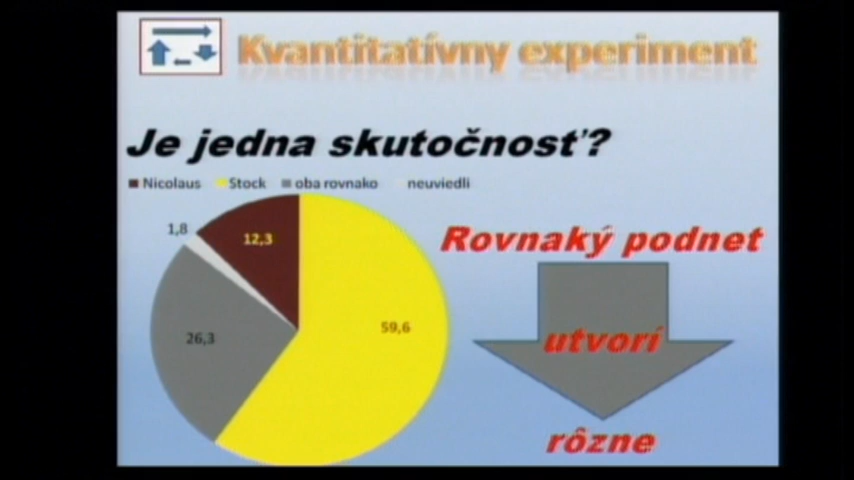 Kvantitatívny experiment
Je jedna skutočnosť?
Nicolaus Stock oba rovnako neuviedli
1,8
12,3
59,6
26,3
Rovnaký podnet
utvorí
rôzne